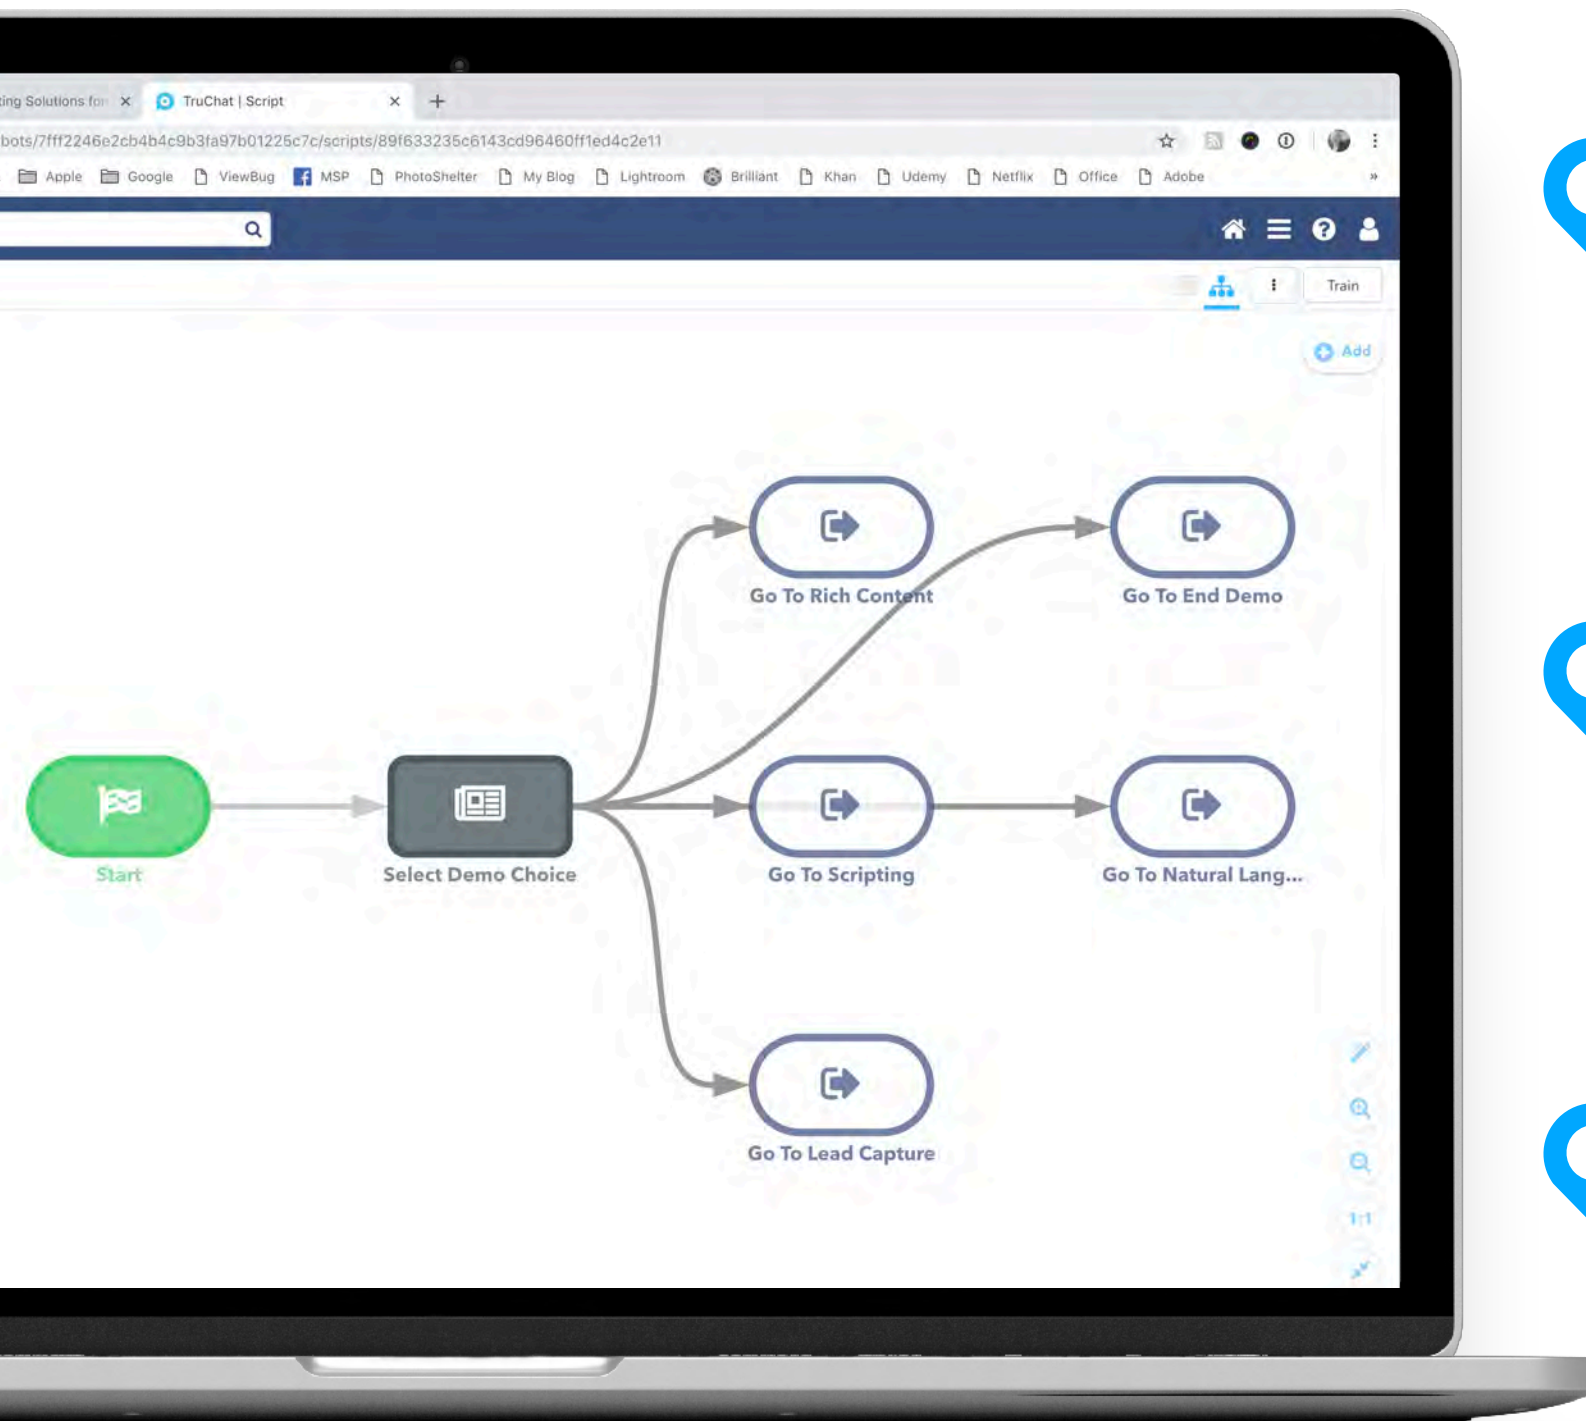 ting Solutions for
TruChat | Script
bots/7fff2246e2cb4b4c9b3fa97b01225c7c/scripts/89f633235c6143cd96460ff1ed4c2e11
Apple Google ViewBug MSP PhotoShelter My Blog Lightroom Brilliant Khan Udemy Netflix Office Adobe »
Train
Add
Go To Rich Content
Go To End Demo
Start
Select Demo Choice
Go To Scripting
Go To Natural Lang...
Go To Lead Capture
1:1